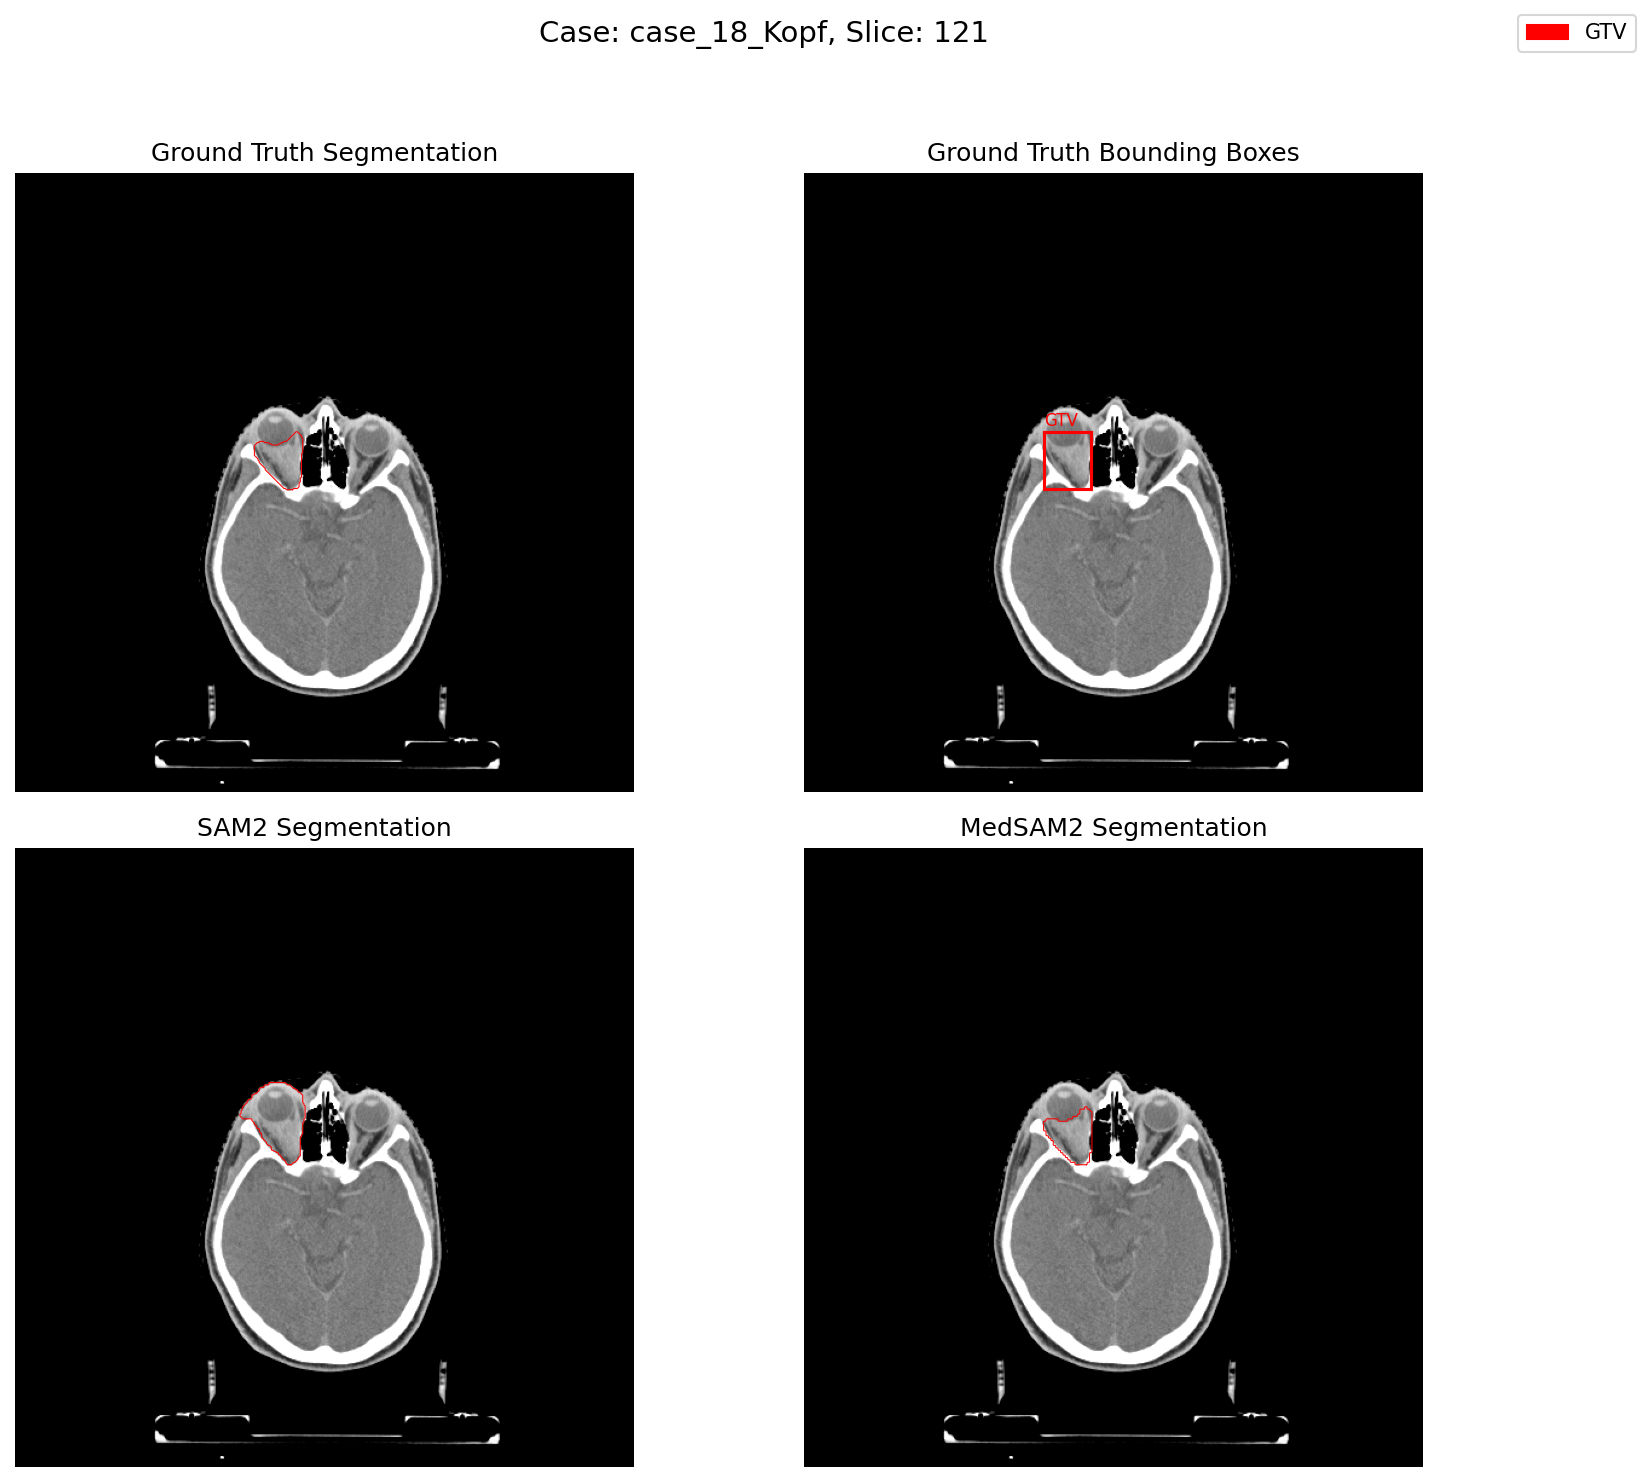 Case: case_18_Kopf, Slice: 121
GTV
Ground Truth Segmentation
Ground Truth Bounding Boxes
GTV
SAM2 Segmentation
MedSAM2 Segmentation